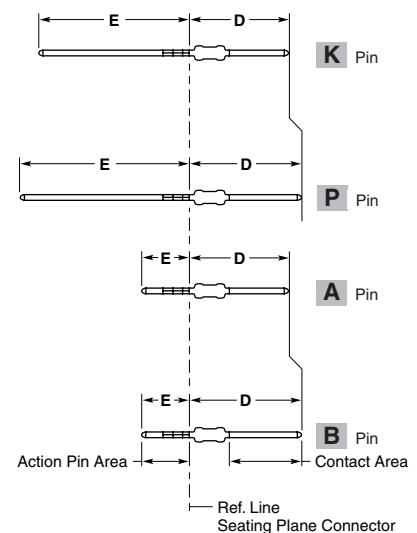 E D
K Pin
E D
P Pin
E D
A Pin
E D
B Pin
Action Pin Area Contact Area
Ref. Line
Seating Plane Connector